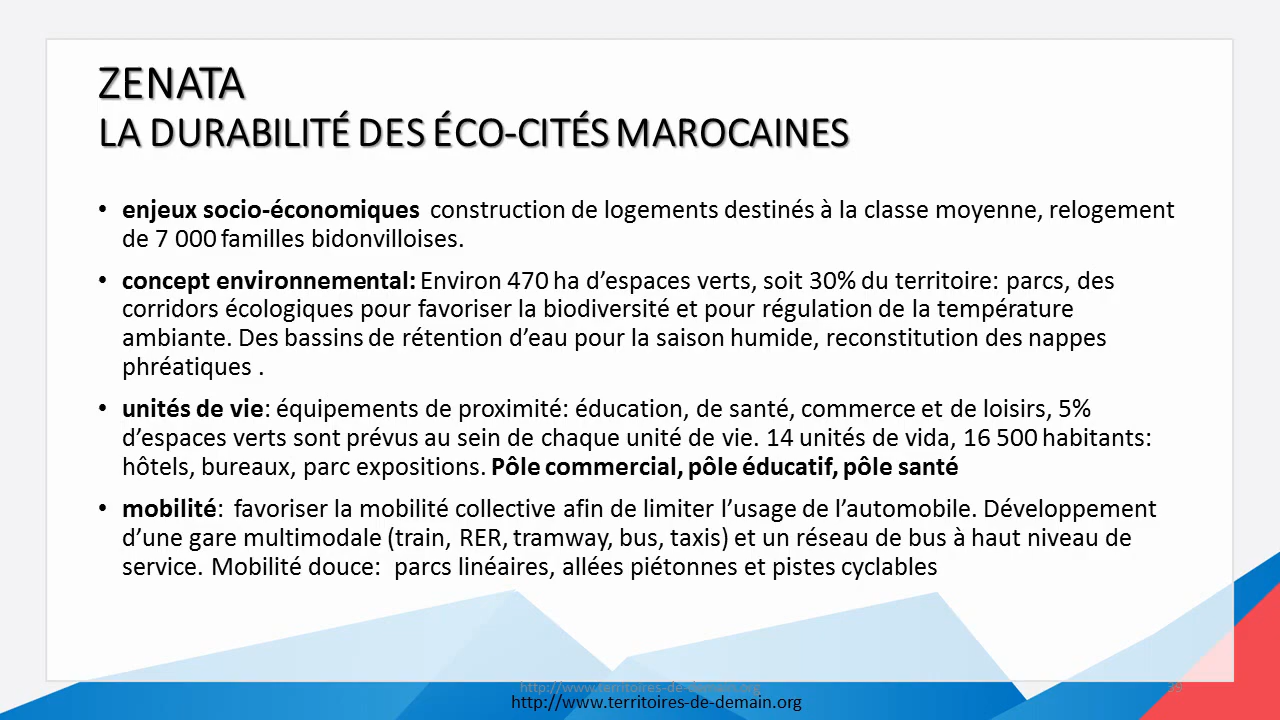 ZENATA
LA DURABILITÉ DES ÉCO-CITÉS MAROCAINES
• enjeux socio-économiques construction de logements destinés à la classe moyenne, relogement
de 7 000 familles bidonvilloises.
• concept environnemental: Environ 470 ha d’espaces verts, soit 30% du territoire: parcs, des
corridors écologiques pour favoriser la biodiversité et pour régulation de la température
ambiante. Des bassins de rétention d’eau pour la saison humide, reconstitution des nappes
phréatiques .
• unités de vie: équipements de proximité: éducation, de santé, commerce et de loisirs, 5%
d’espaces verts sont prévus au sein de chaque unité de vie. 14 unités de vida, 16 500 habitants:
hôtels, bureaux, parc expositions. Pôle commercial, pôle éducatif, pôle santé
• mobilité: favoriser la mobilité collective afin de limiter l’usage de l’automobile. Développement
d’une gare multimodale (train, RER, tramway, bus, taxis) et un réseau de bus à haut niveau de
service. Mobilité douce: parcs linéaires, allées piétonnes et pistes cyclables
http://www.territoires-de-demain.org
http://www.territoires-de-demain.org